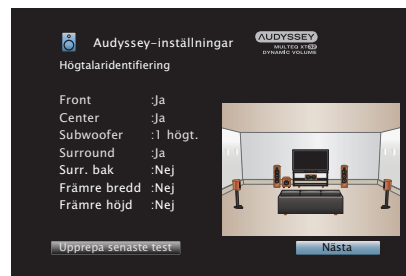 Audyssey-inställningar
AUDYSSEY
MULTEQ XT32
DYNAMIC VOLUME
Högtalaridentifiering
Front :Ja
Center :Ja
Subwoofer :1 högt.
Surround :Ja
Surr. bak :Nej
Främre bredd :Nej
Främre höjd :Nej
Upprepa senaste test
Nästa